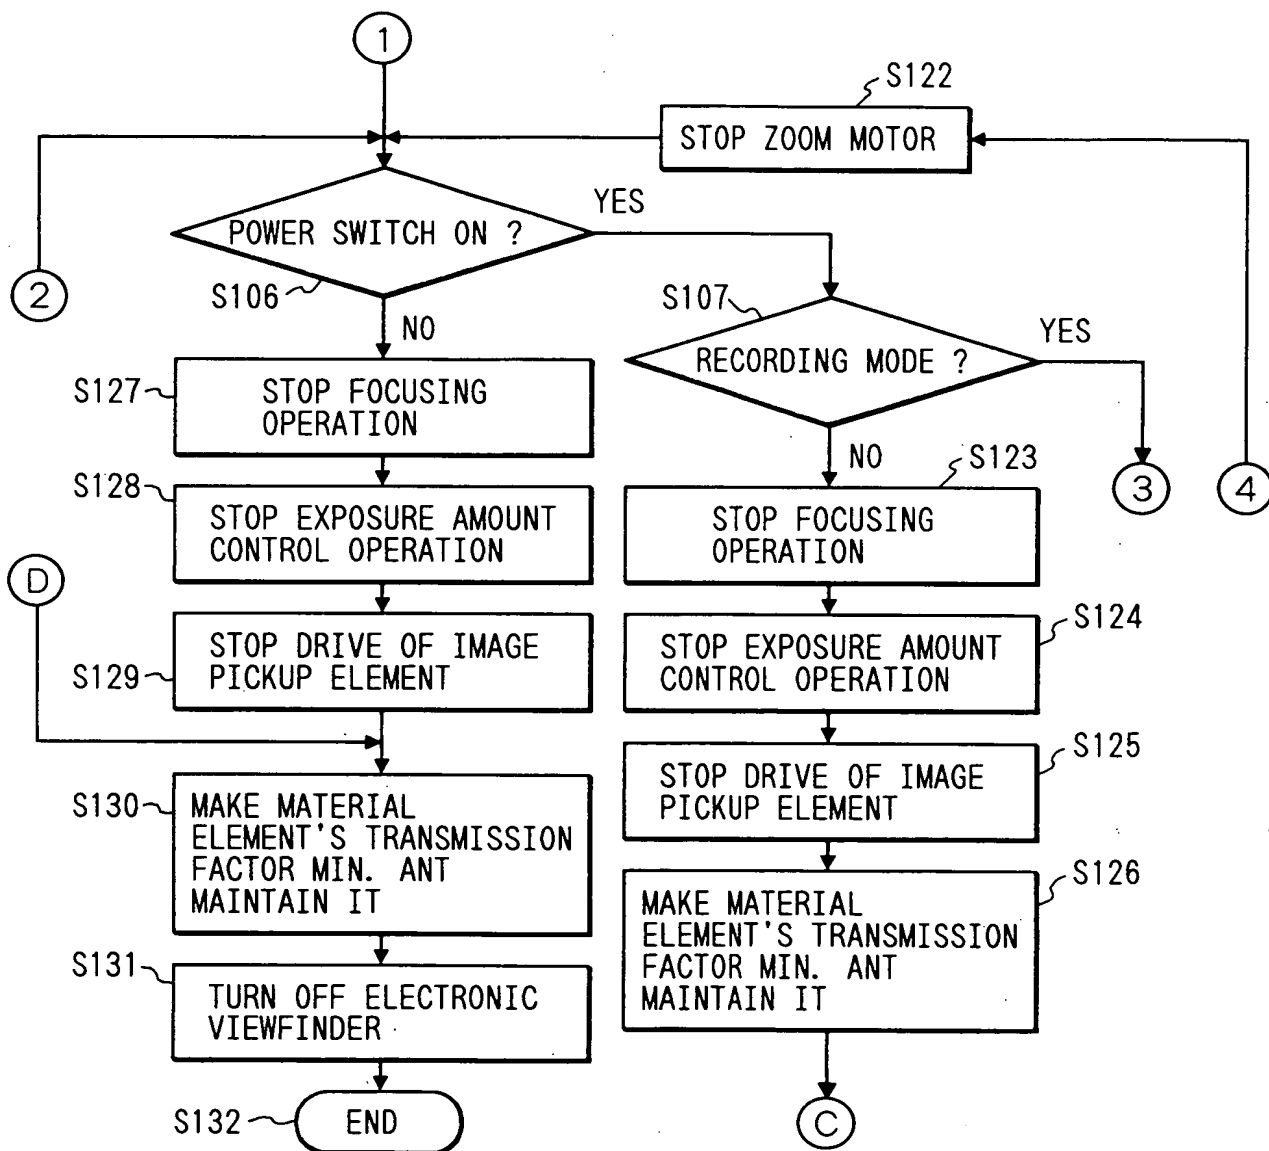 1
S122
STOP ZOOM MOTOR
YES
POWER SWITCH ON ?
2
S106
NO
S107
YES
RECORDING MODE ?
S127
STOP FOCUSING
OPERATION
NO
S123
3
4
S128
STOP EXPOSURE AMOUNT
CONTROL OPERATION
STOP FOCUSING
OPERATION
D
S129
STOP DRIVE OF IMAGE
PICKUP ELEMENT
S124
STOP EXPOSURE AMOUNT
CONTROL OPERATION
S125
STOP DRIVE OF IMAGE
PICKUP ELEMENT
S130
MAKE MATERIAL
ELEMENT'S TRANSMISSION
FACTOR MIN. ANT
MAINTAIN IT
S126
MAKE MATERIAL
ELEMENT'S TRANSMISSION
FACTOR MIN. ANT
MAINTAIN IT
S131
TURN OFF ELECTRONIC
VIEWFINDER
S132
END
C